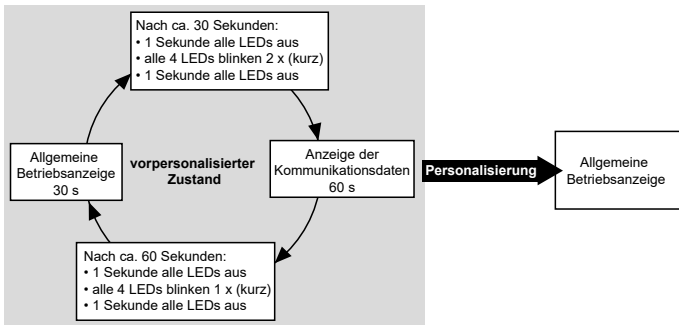 Nach ca. 30 Sekunden:
• 1 Sekunde alle LEDs aus
• alle 4 LEDs blinken 2 x (kurz)
• 1 Sekunde alle LEDs aus
Allgemeine
Betriebsanzeige
30 s
vorpersonalisierter
Zustand
Anzeige der
Kommunikationsdaten
60 s
Personalisierung
Allgemeine
Betriebsanzeige
Nach ca. 60 Sekunden:
• 1 Sekunde alle LEDs aus
• alle 4 LEDs blinken 1 x (kurz)
• 1 Sekunde alle LEDs aus